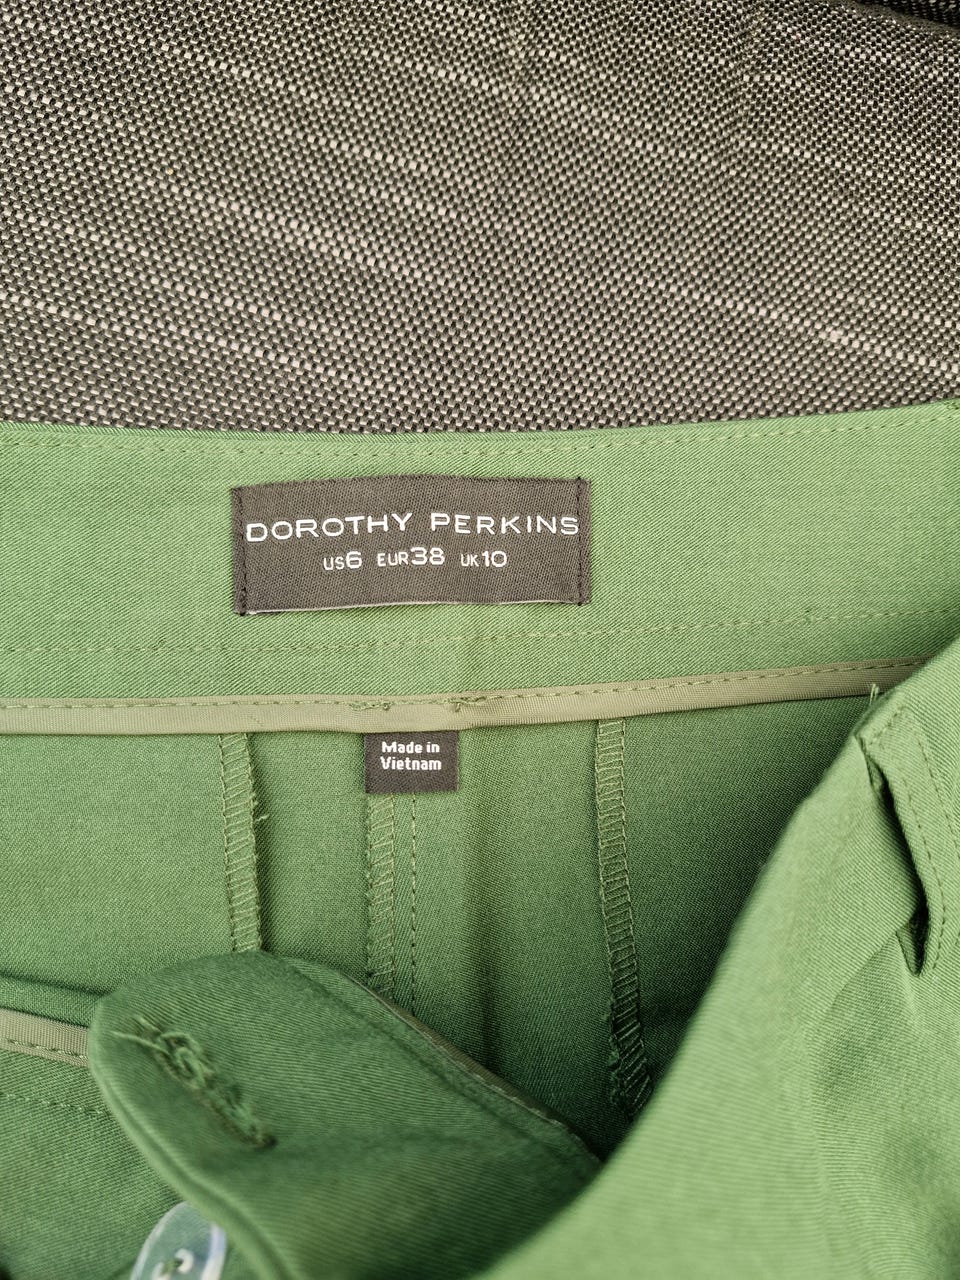 DOROTHY PERKINS
US6 EUR38 UK10
Made in
Vietnam